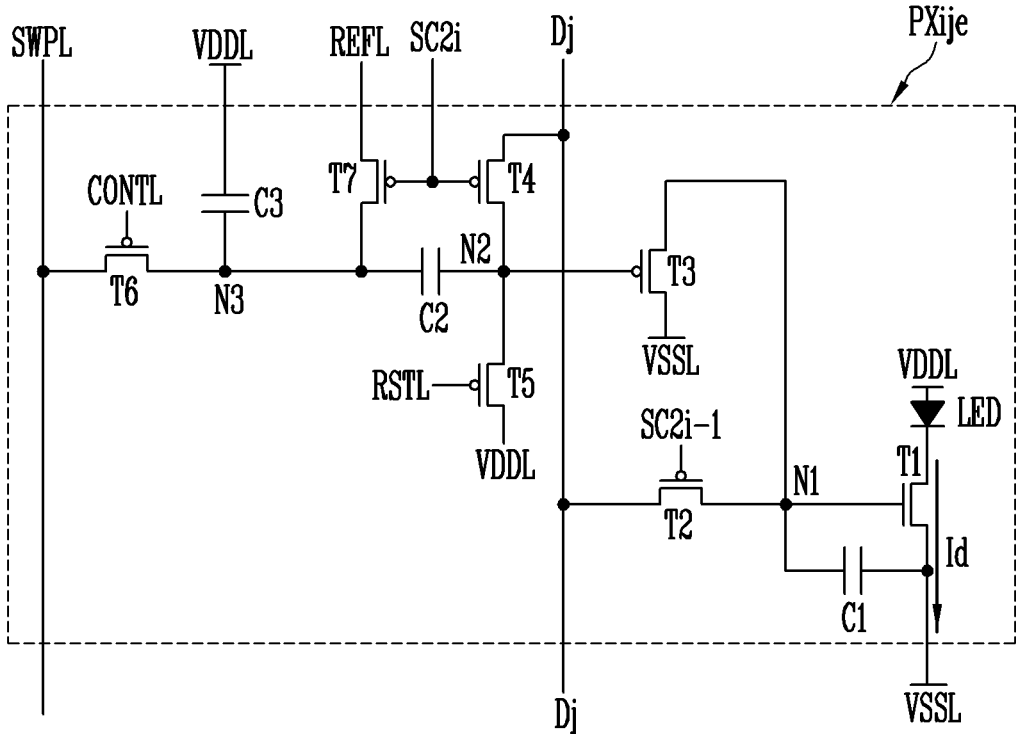 PXije
SWPL
VDDL
REFL
SC2i
Dj
T7
T4
CONTL
C3
N2
T3
T6
N3
C2
VSSL
VDDL
RSTL
T5
LED
SC2i-1
VDDL
T1
N1
T2
Id
C1
Dj
VSSL